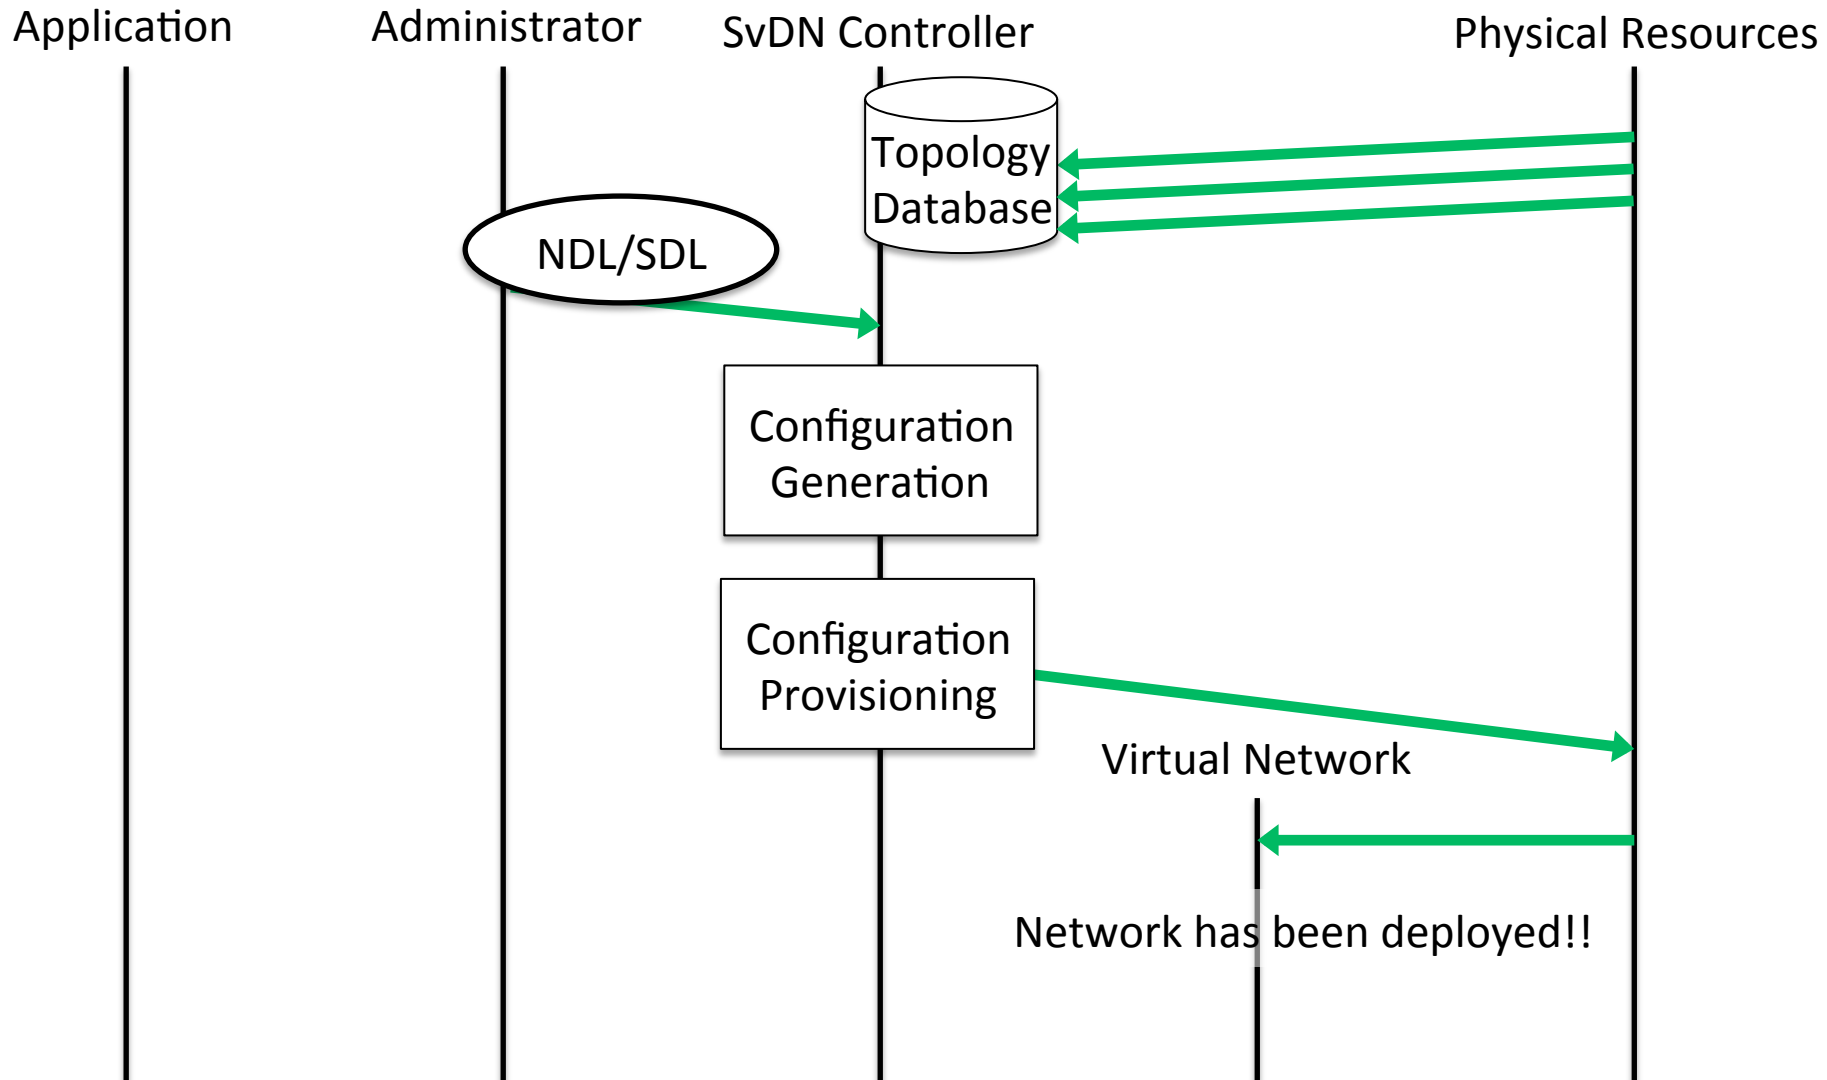 Application
Administrator
SvDN Controller
Physical Resources
Topology
Database
NDL/SDL
Configuration
Generation
Configuration
Provisioning
Virtual Network
Network has been deployed!!